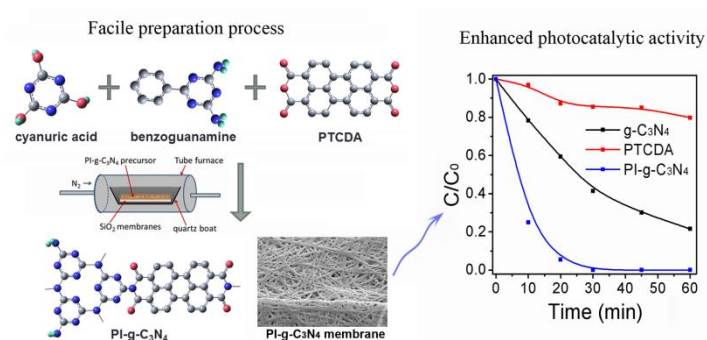 Facile preparation process
Enhanced photocatalytic activity
cyanuric acid
benzoguanamine
PTCDA
PI-g-C₃N₄ precursor
Tube furnace
N₂
SiO₂ membranes
quartz boat
PI-g-C₃N₄
PI-g-C₃N₄ membrane
C/C₀
1.0
0.8
0.6
0.4
0.2
0.0
g-C₃N₄
PTCDA
PI-g-C₃N₄
0 10 20 30 40 50 60
Time (min)